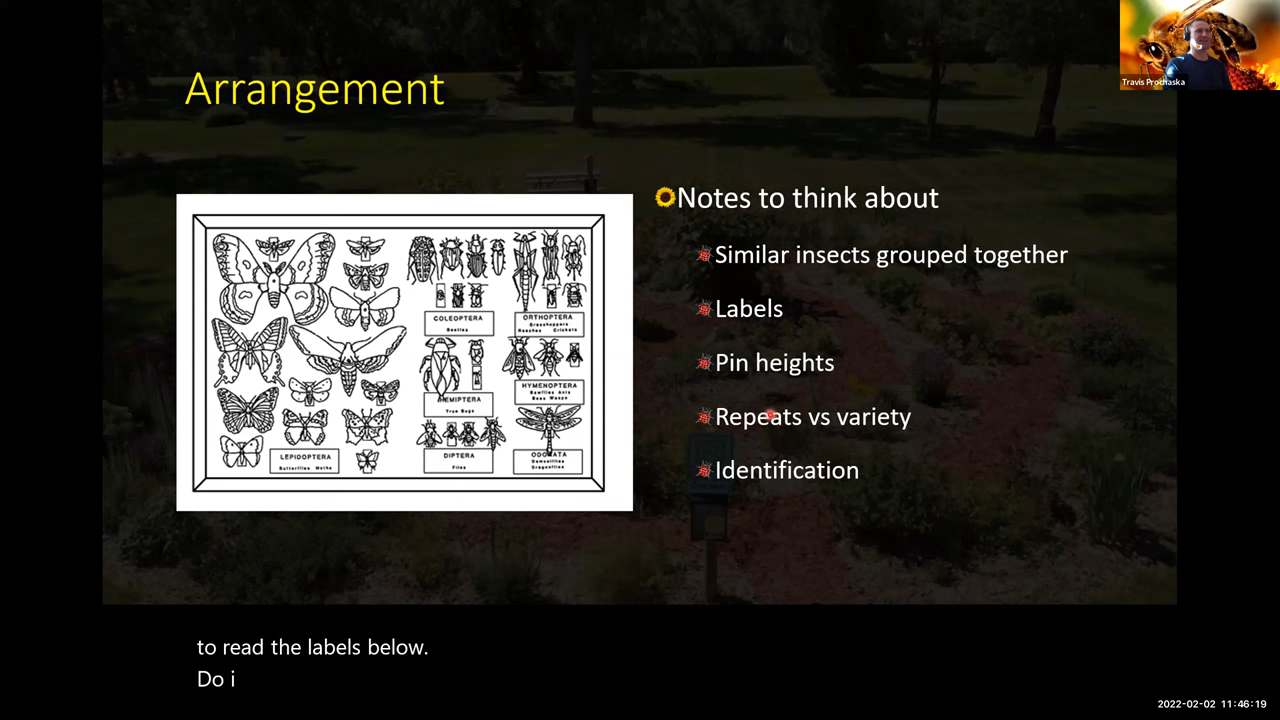 Travis Prochaska
Arrangement
Notes to think about
Similar insects grouped together
Labels
Pin heights
Repeats vs variety
Identification
COLEOPTERA
Beetles
ORTHOPTERA
Grasshoppers
Roaches Crickets
HEMIPTERA
True Bugs
HYMENOPTERA
Sawflies Ants
Bees Wasps
LEPIDOPTERA
Butterflies Moths
DIPTERA
Flies
ODONATA
Damselflies
Dragonflies
to read the labels below.
Do i
2022-02-02 11:46:19